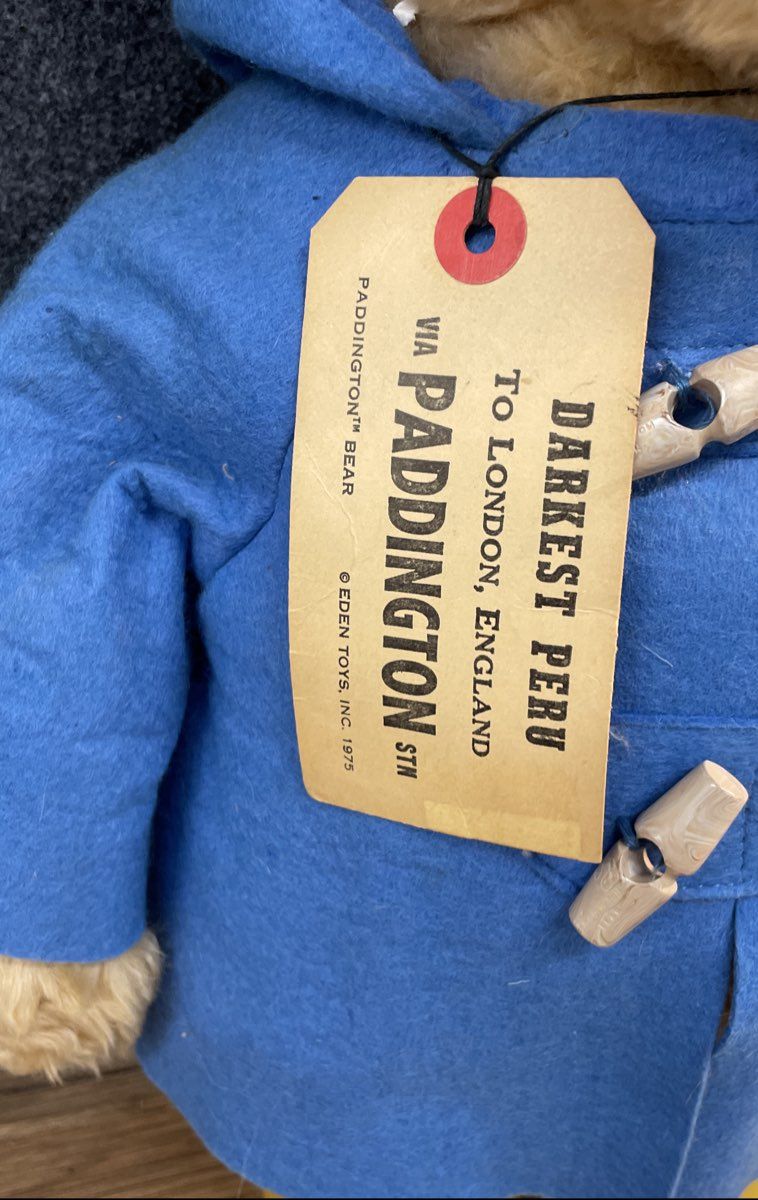 DARKEST PERU
TO LONDON, ENGLAND
VIA PADDINGTON STN
PADDINGTON™ BEAR © EDEN TOYS, INC. 1975